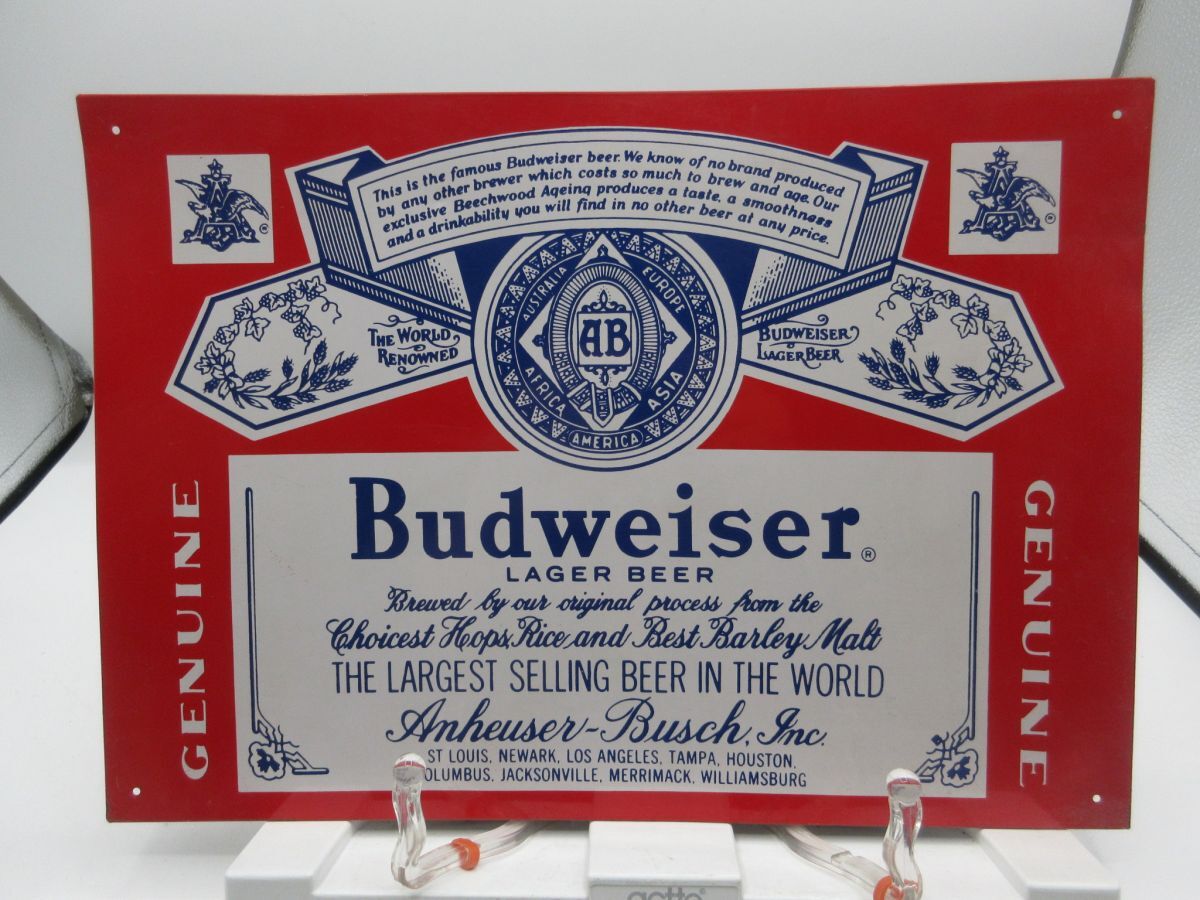 This is the famous Budweiser beer. We know of no brand produced
by any other brewer which costs so much to brew and age. Our
exclusive Beechwood Ageing produces a taste, a smoothness
and a drinkability you will find in no other beer at any price.
A
A
THE WORLD
RENOWNED
AUSTRALIA
EUROPE
AB
AFRICA
ASIA
AMERICA
BUDWEISER
LAGER BEER
GENUINE
GENUINE
Budweiser®
LAGER BEER
Brewed by our original process from the
Choicest Hops, Rice and Best Barley Malt
THE LARGEST SELLING BEER IN THE WORLD
Anheuser-Busch, Inc.
ST LOUIS, NEWARK, LOS ANGELES, TAMPA, HOUSTON,
OLUMBUS, JACKSONVILLE, MERRIMACK, WILLIAMSBURG